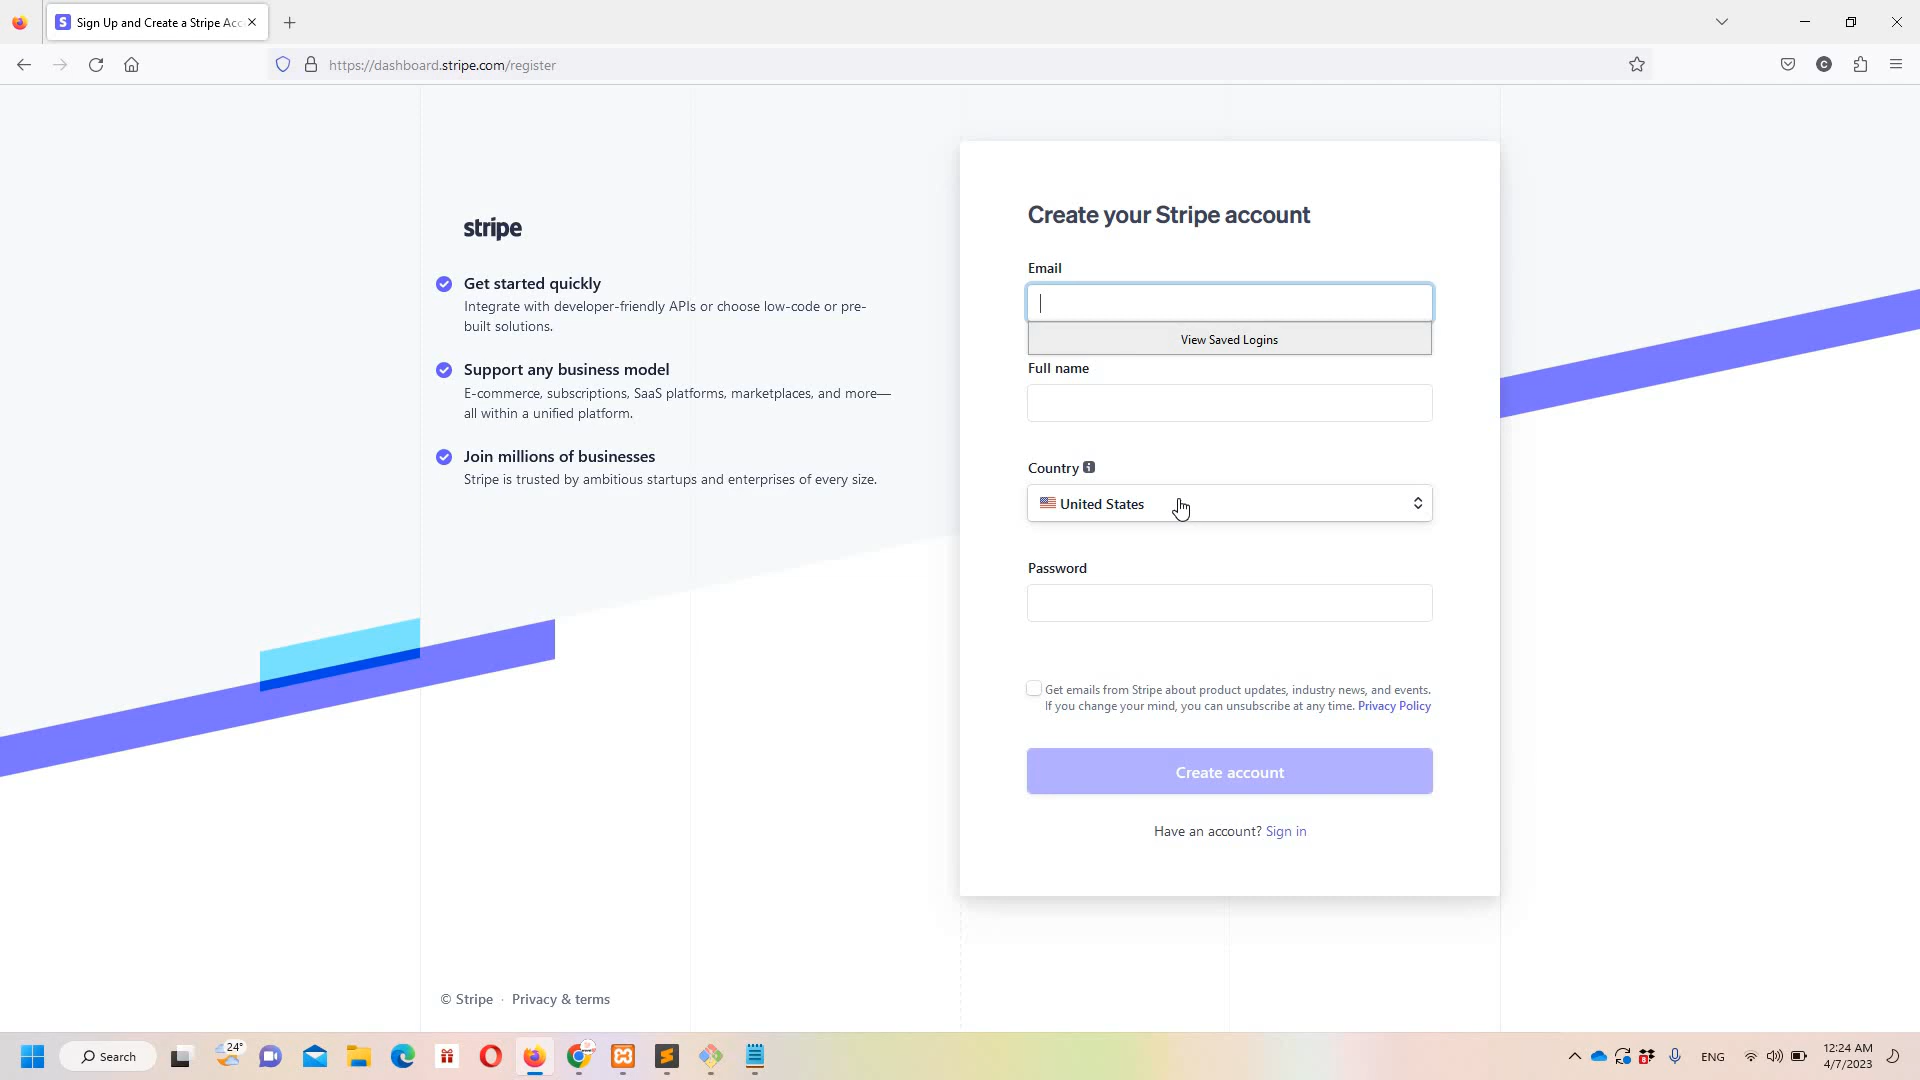 Sign Up and Create a Stripe Acc
https://dashboard.stripe.com/register
C
stripe
Get started quickly
Integrate with developer-friendly APIs or choose low-code or pre-
built solutions.
Support any business model
E-commerce, subscriptions, SaaS platforms, marketplaces, and more—
all within a unified platform.
Join millions of businesses
Stripe is trusted by ambitious startups and enterprises of every size.
© Stripe · Privacy & terms
Create your Stripe account
Email
View Saved Logins
Full name
Country
United States
Password
Get emails from Stripe about product updates, industry news, and events.
If you change your mind, you can unsubscribe at any time. Privacy Policy
Create account
Have an account? Sign in
Search
24°
ENG
12:24 AM
4/7/2023